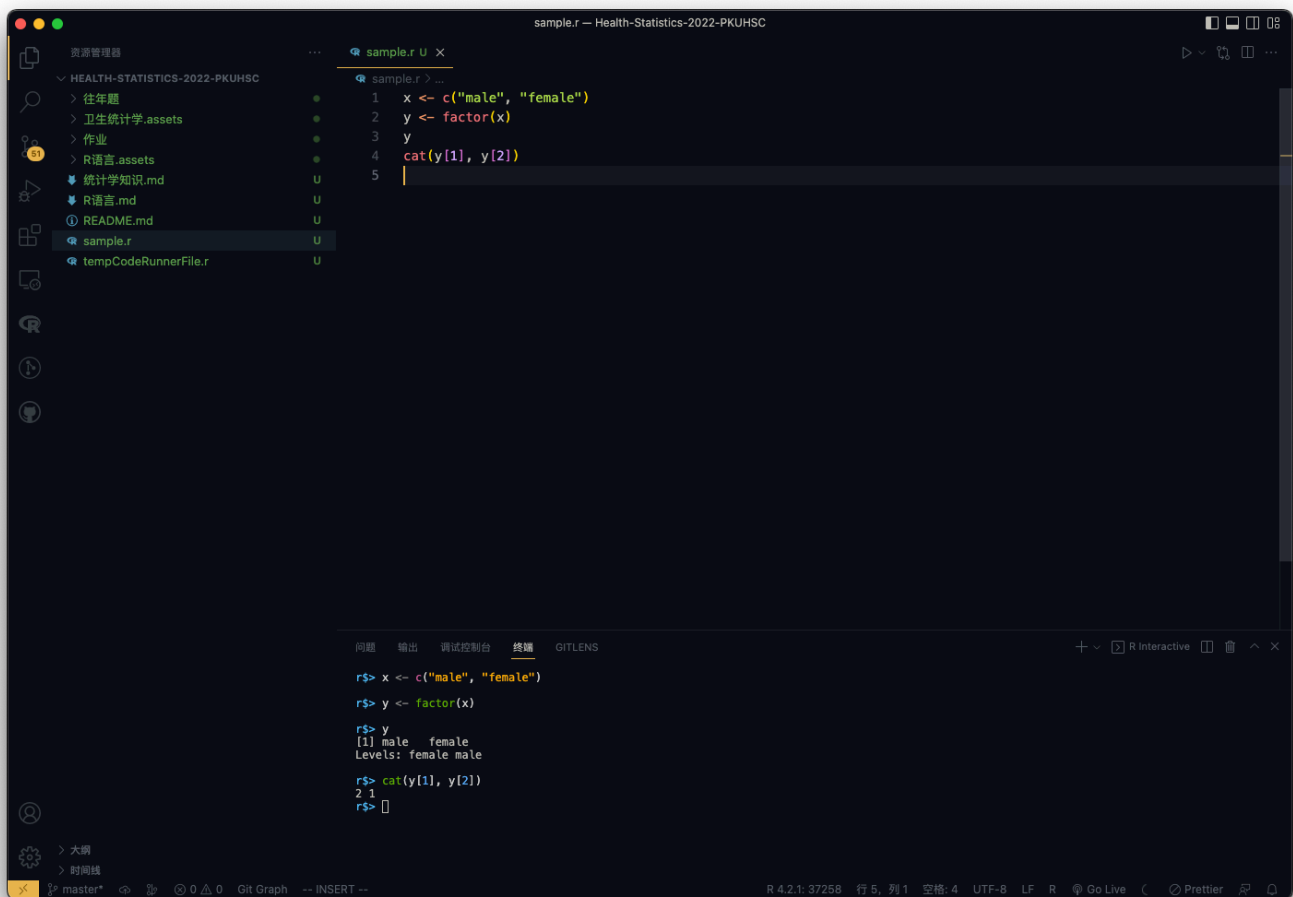 sample.r — Health-Statistics-2022-PKUHSC
资源管理器
sample.r U
HEALTH-STATISTICS-2022-PKUHSC
往年题
卫生统计学.assets
作业
R语言.assets
统计学知识.md U
R语言.md U
README.md U
sample.r U
tempCodeRunnerFile.r U
51
大纲
时间线
sample.r > ...
1 x <- c("male", "female")
2 y <- factor(x)
3 y
4 cat(y[1], y[2])
5
问题 输出 调试控制台 终端 GITLENS
R Interactive
r$> x <- c("male", "female")
r$> y <- factor(x)
r$> y
[1] male   female
Levels: female male
r$> cat(y[1], y[2])
2 1
r$>
master* 0 0 Git Graph -- INSERT -- R 4.2.1: 37258 行 5，列 1 空格: 4 UTF-8 LF R Go Live Prettier